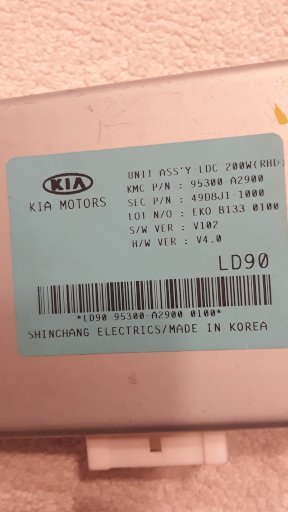 UNIT ASS'Y-LDC 200W(RHD)
KIA
KMC P/N : 95300-A2900
KIA MOTORS
SEC P/N : 49D8J1-1000
LOT N/O : EKO B133 0100
S/W VER : V102
H/W VER : V4.0
LD90
*LD90 95300-A2900 0100*
SHINCHANG ELECTRICS/MADE IN KOREA